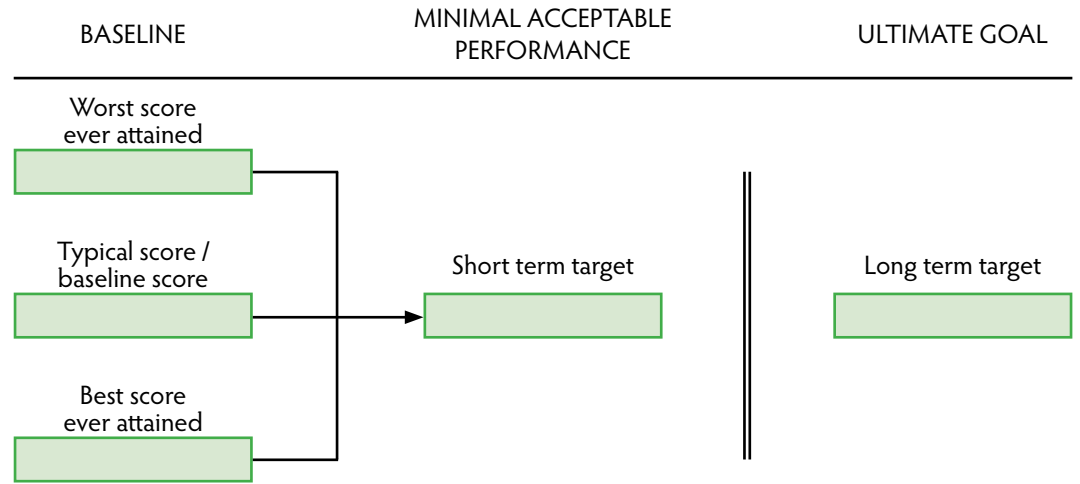 BASELINE
MINIMAL ACCEPTABLE
PERFORMANCE
ULTIMATE GOAL
Worst score
ever attained
Typical score /
baseline score
Short term target
Long term target
Best score
ever attained